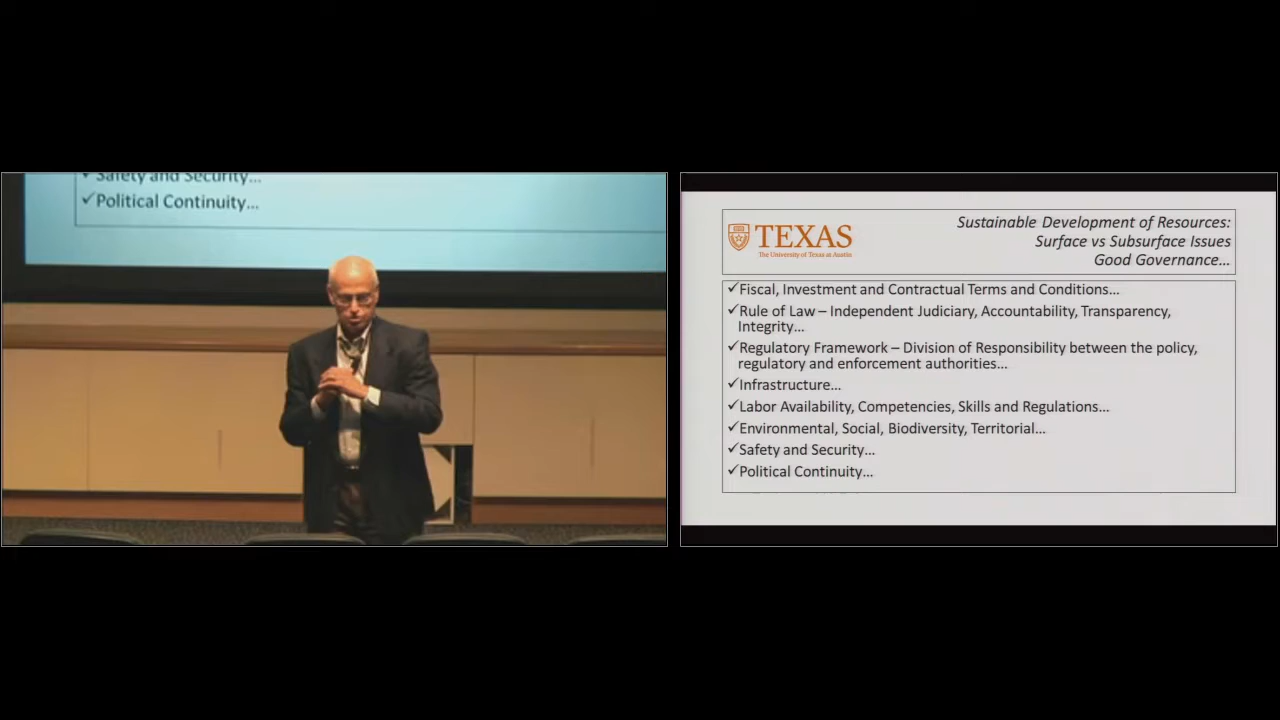 Safety and Security...
✓Political Continuity...
TEXAS
The University of Texas at Austin
Sustainable Development of Resources:
Surface vs Subsurface Issues
Good Governance...
✓Fiscal, Investment and Contractual Terms and Conditions...
✓Rule of Law – Independent Judiciary, Accountability, Transparency,
Integrity...
✓Regulatory Framework – Division of Responsibility between the policy,
regulatory and enforcement authorities...
✓Infrastructure...
✓Labor Availability, Competencies, Skills and Regulations...
✓Environmental, Social, Biodiversity, Territorial...
✓Safety and Security...
✓Political Continuity...